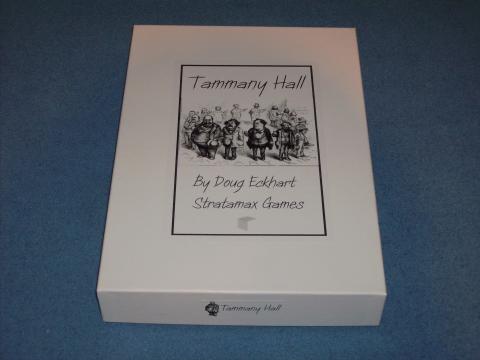 Tammany Hall
By Doug Eckhart
Stratamax Games
Tammany Hall